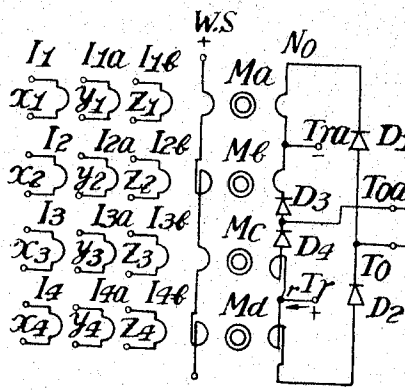 W.S
+
No
I1 I1a I1b
Ma
x1 y1 z1
Tra
−
D1
I2 I2a I2b
Mb
x2 y2 z2
D3
Toa
I3 I3a I3b
Mc
D4
x3 y3 z3
To
I4 I4a I4b
r Tr
+
D2
x4 y4 z4
Md